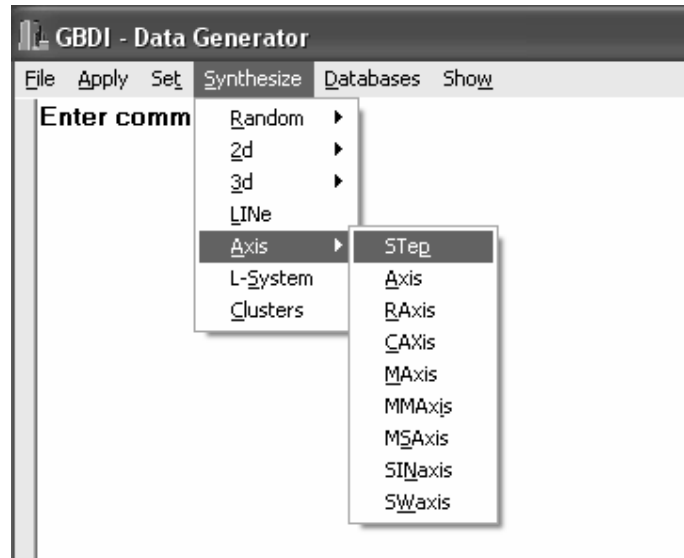 GBDI - Data Generator
File Apply Set Synthesize Databases Show
Enter comm
Random
2d
3d
LINe
Axis
L-System
Clusters
STep
Axis
RAxis
CAXis
MAxis
MMAxis
MSAxis
SINaxis
SWaxis